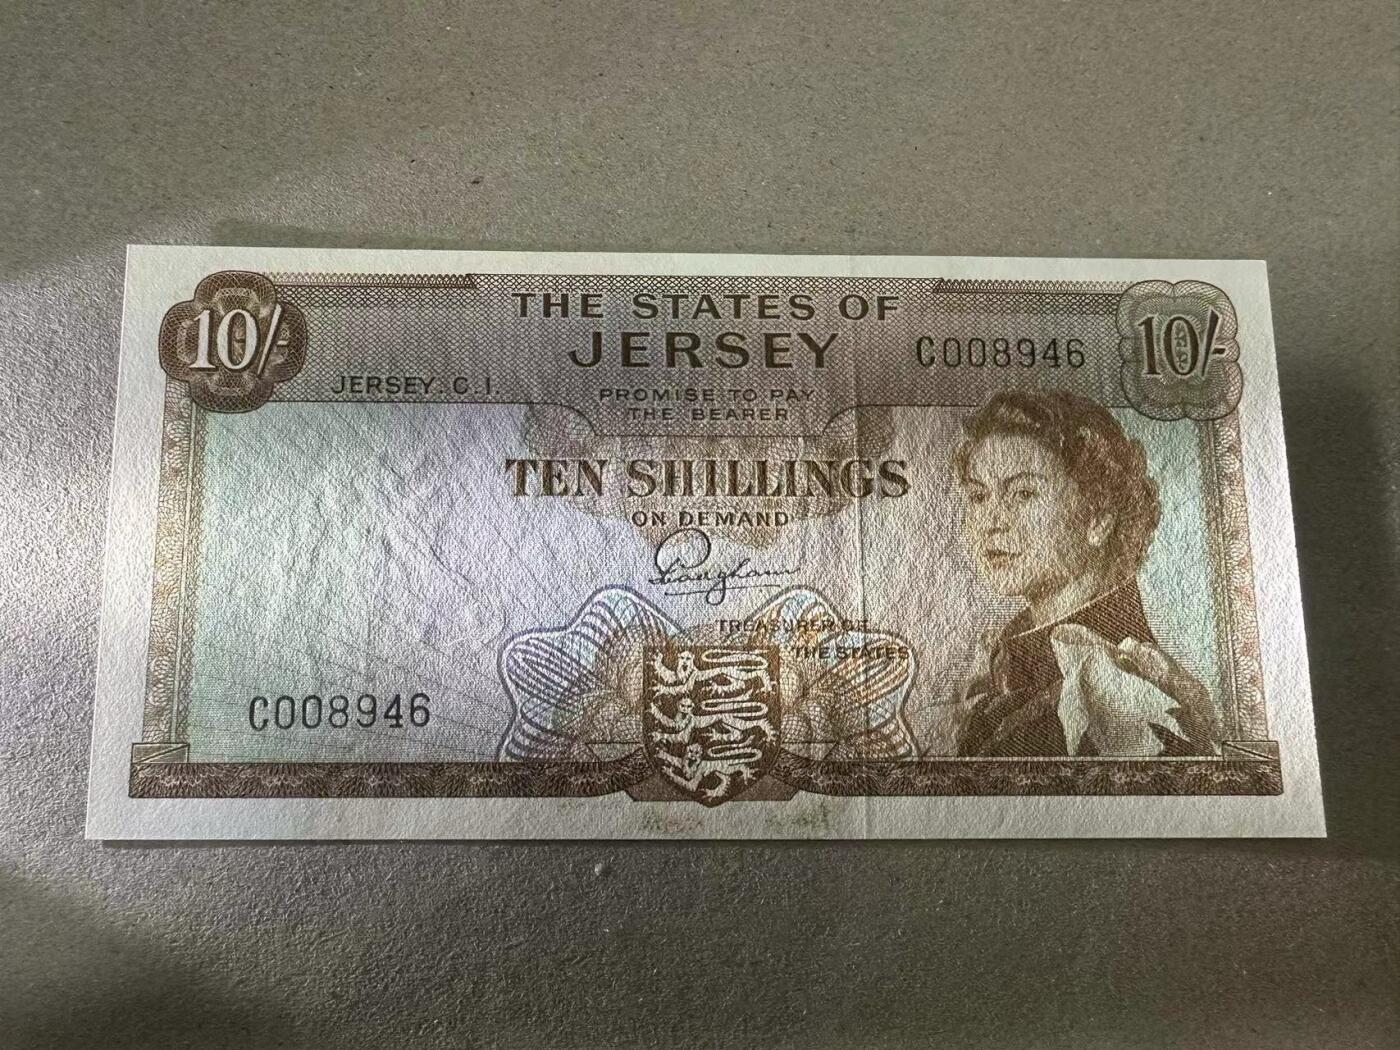 10/-
THE STATES OF
JERSEY
C008946
10/-
JERSEY. C.I.
PROMISE TO PAY
THE BEARER
TEN SHILLINGS
ON DEMAND
TREASURER OF
THE STATES
C008946